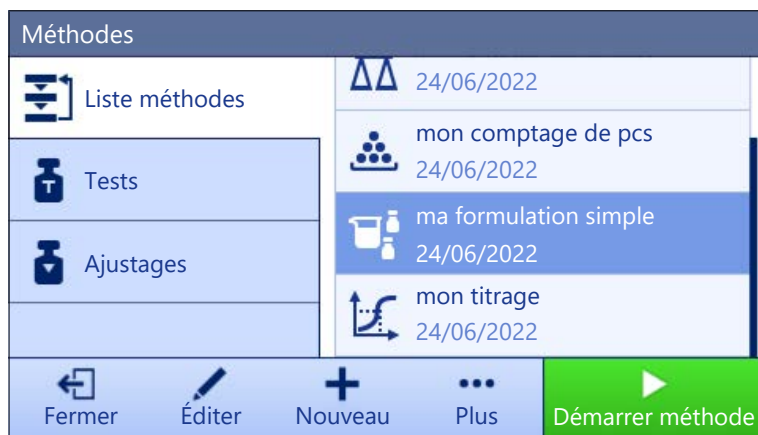 Méthodes
Liste méthodes
Tests
Ajustages
24/06/2022
mon comptage de pcs
24/06/2022
ma formulation simple
24/06/2022
mon titrage
24/06/2022
Fermer
Éditer
Nouveau
Plus
Démarrer méthode